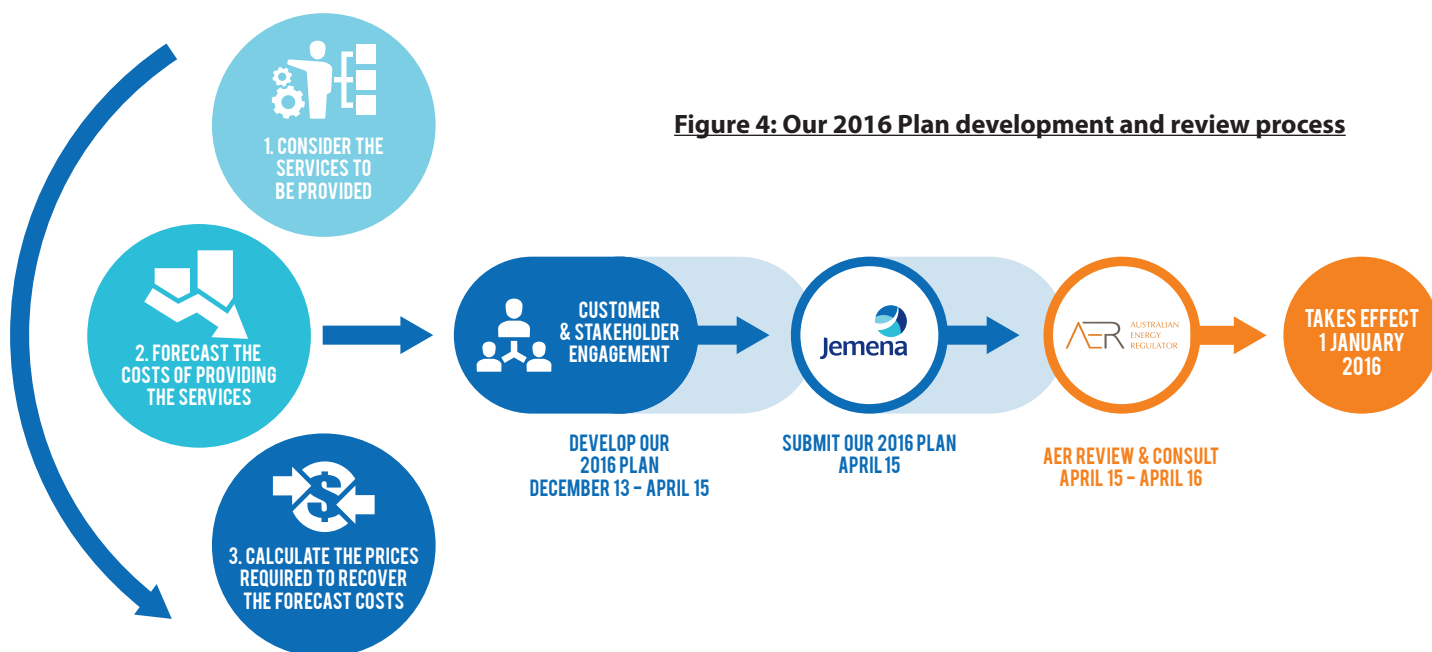 Figure 4: Our 2016 Plan development and review process
1. CONSIDER THE
SERVICES TO
BE PROVIDED
2. FORECAST THE
COSTS OF PROVIDING
THE SERVICES
3. CALCULATE THE PRICES
REQUIRED TO RECOVER
THE FORECAST COSTS
$
CUSTOMER
& STAKEHOLDER
ENGAGEMENT
DEVELOP OUR
2016 PLAN
DECEMBER 13 – APRIL 15
Jemena
SUBMIT OUR 2016 PLAN
APRIL 15
AER
AUSTRALIAN
ENERGY
REGULATOR
AER REVIEW & CONSULT
APRIL 15 – APRIL 16
TAKES EFFECT
1 JANUARY
2016